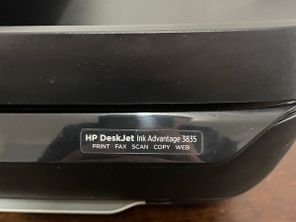 HP DeskJet Ink Advantage 3835
PRINT FAX SCAN COPY WEB